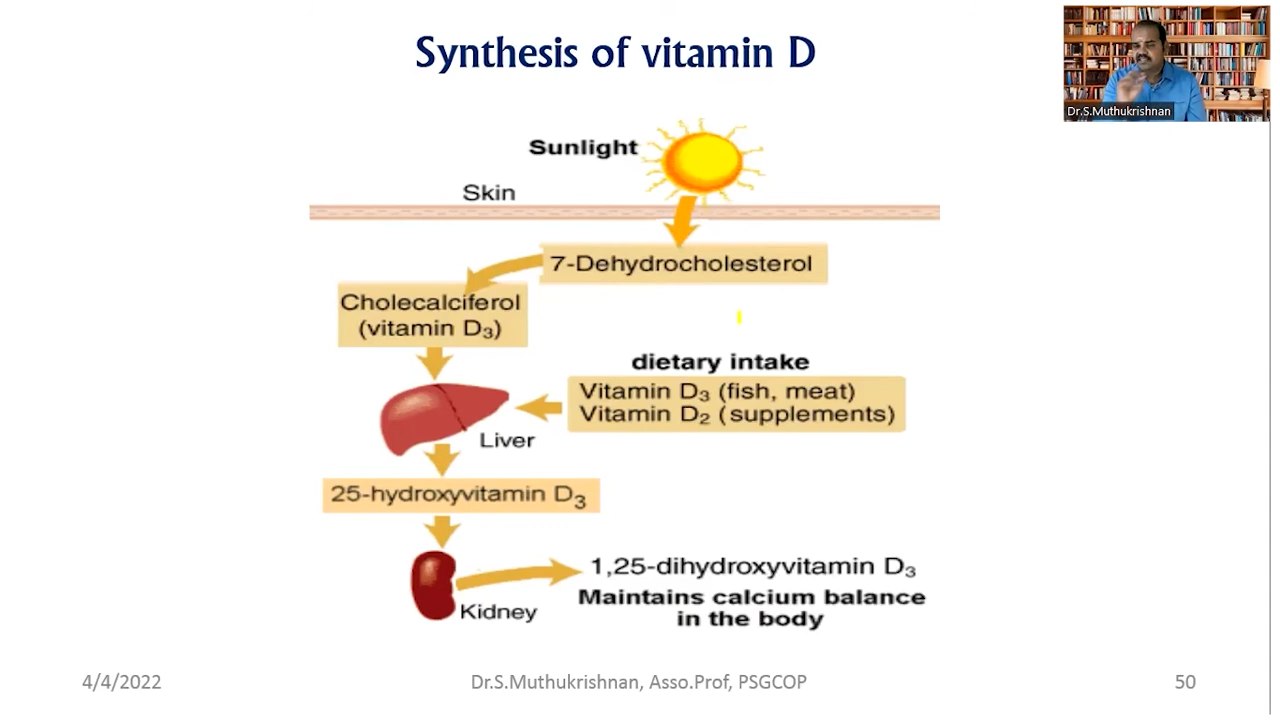 Synthesis of vitamin D
Dr.S.Muthukrishnan
Sunlight
Skin
7-Dehydrocholesterol
Cholecalciferol
(vitamin D₃)
dietary intake
Vitamin D₃ (fish, meat)
Vitamin D₂ (supplements)
Liver
25-hydroxyvitamin D₃
1,25-dihydroxyvitamin D₃
Maintains calcium balance
in the body
Kidney
4/4/2022
Dr.S.Muthukrishnan, Asso.Prof, PSGCOP
50